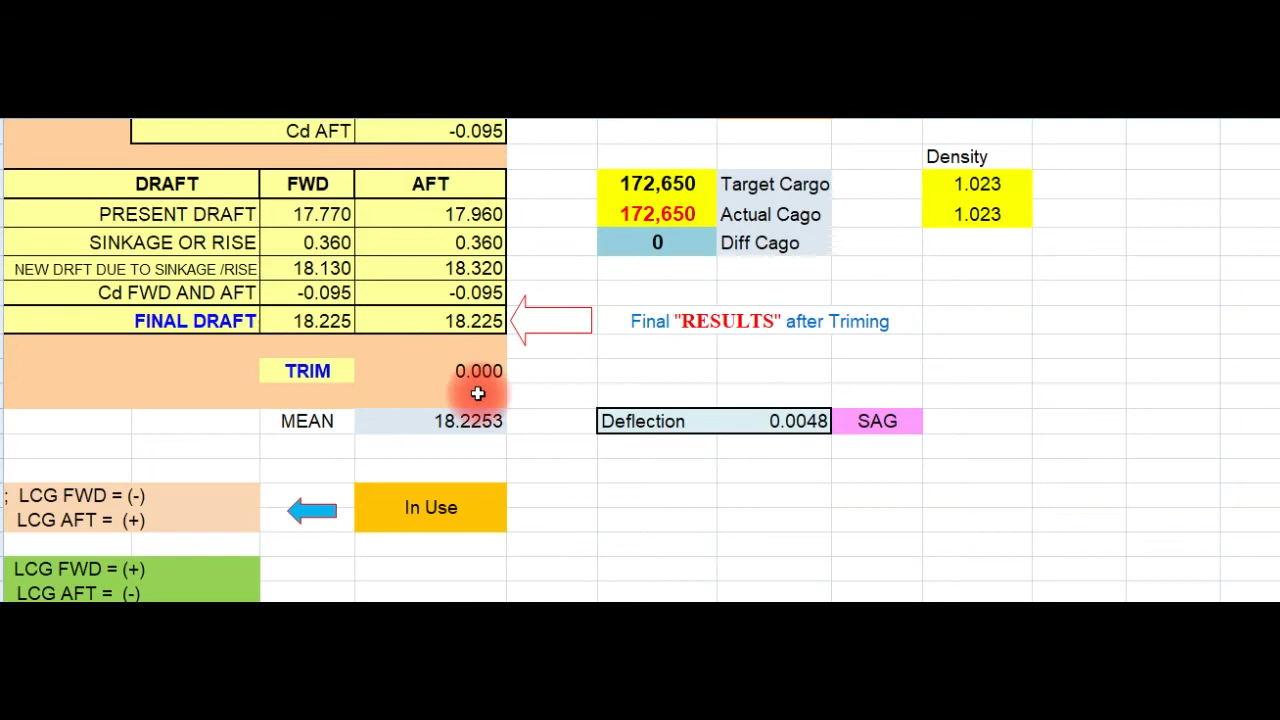 Cd AFT -0.095
Density
DRAFT FWD AFT 172,650 Target Cargo 1.023
PRESENT DRAFT 17.770 17.960 172,650 Actual Cago 1.023
SINKAGE OR RISE 0.360 0.360 0 Diff Cago
NEW DRFT DUE TO SINKAGE /RISE 18.130 18.320
Cd FWD AND AFT -0.095 -0.095
FINAL DRAFT 18.225 18.225 Final "RESULTS" after Triming
TRIM 0.000
MEAN 18.2253 Deflection 0.0048 SAG
; LCG FWD = (-)
LCG AFT = (+)
In Use
LCG FWD = (+)
LCG AFT = (-)